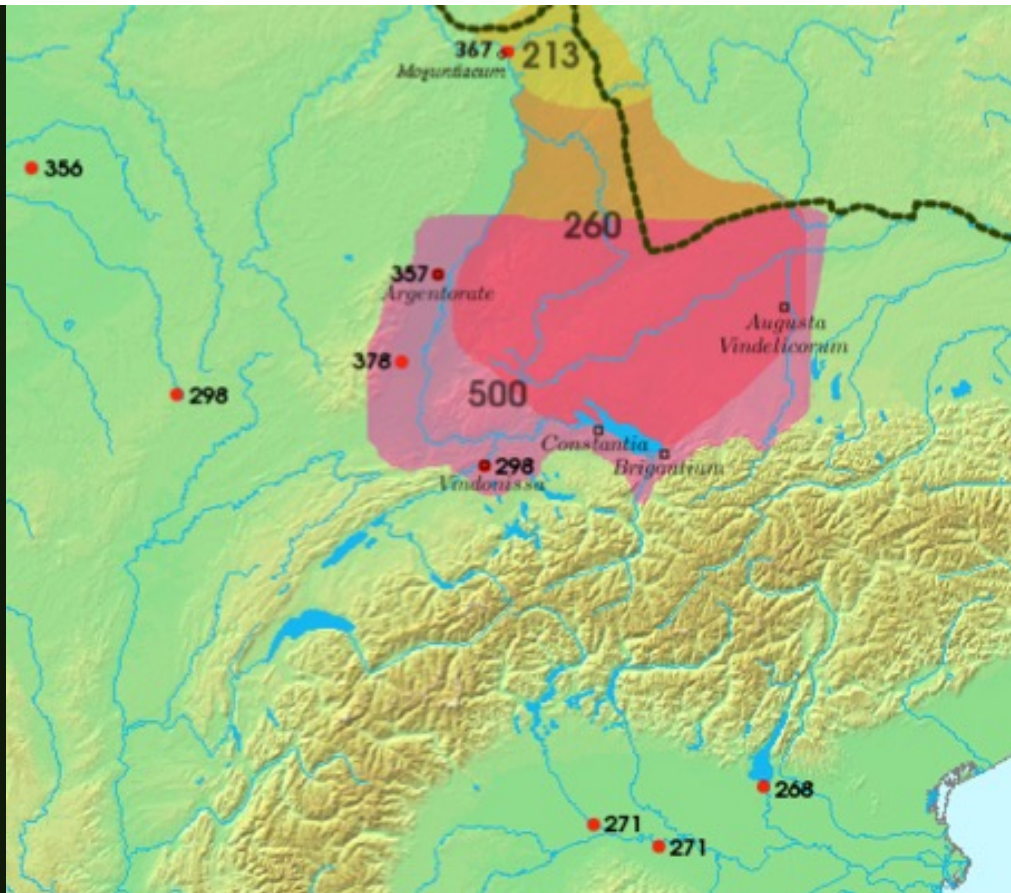 367
213
Moguntiacum
356
260
357
Argentorate
Augusta
Vindelicorum
378
298
500
Constantia
Brigantium
298
Vindonissa
268
271
271